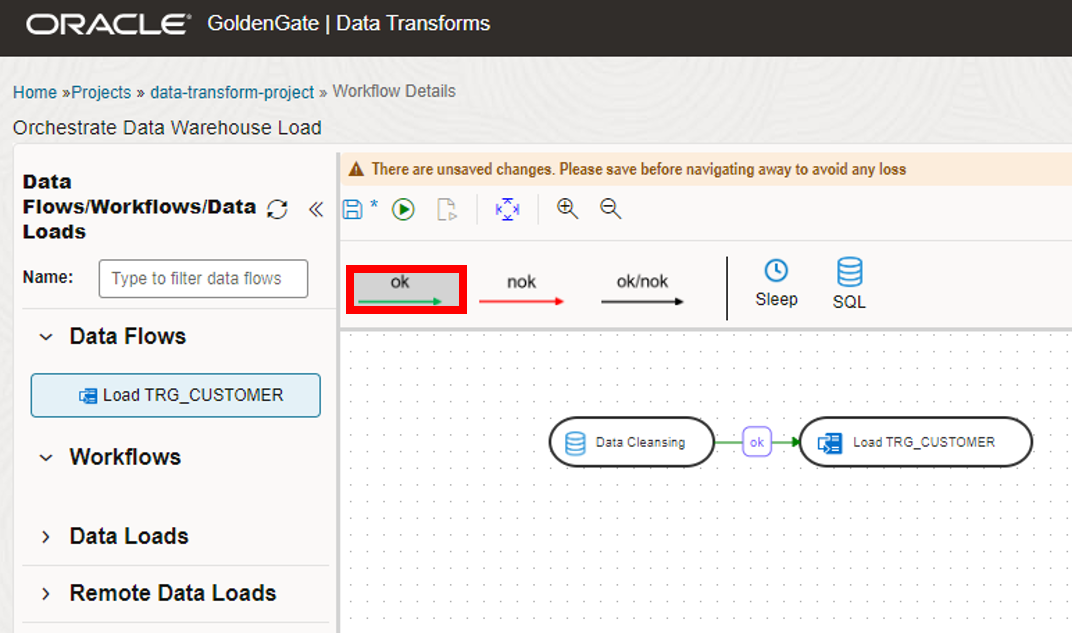 ORACLE® GoldenGate | Data Transforms
Home »Projects » data-transform-project » Workflow Details
Orchestrate Data Warehouse Load
Data
Flows/Workflows/Data
Loads
Name:
Type to filter data flows
Data Flows
Load TRG_CUSTOMER
Workflows
Data Loads
Remote Data Loads
There are unsaved changes. Please save before navigating away to avoid any loss
*
ok
nok
ok/nok
Sleep
SQL
Data Cleansing
ok
Load TRG_CUSTOMER